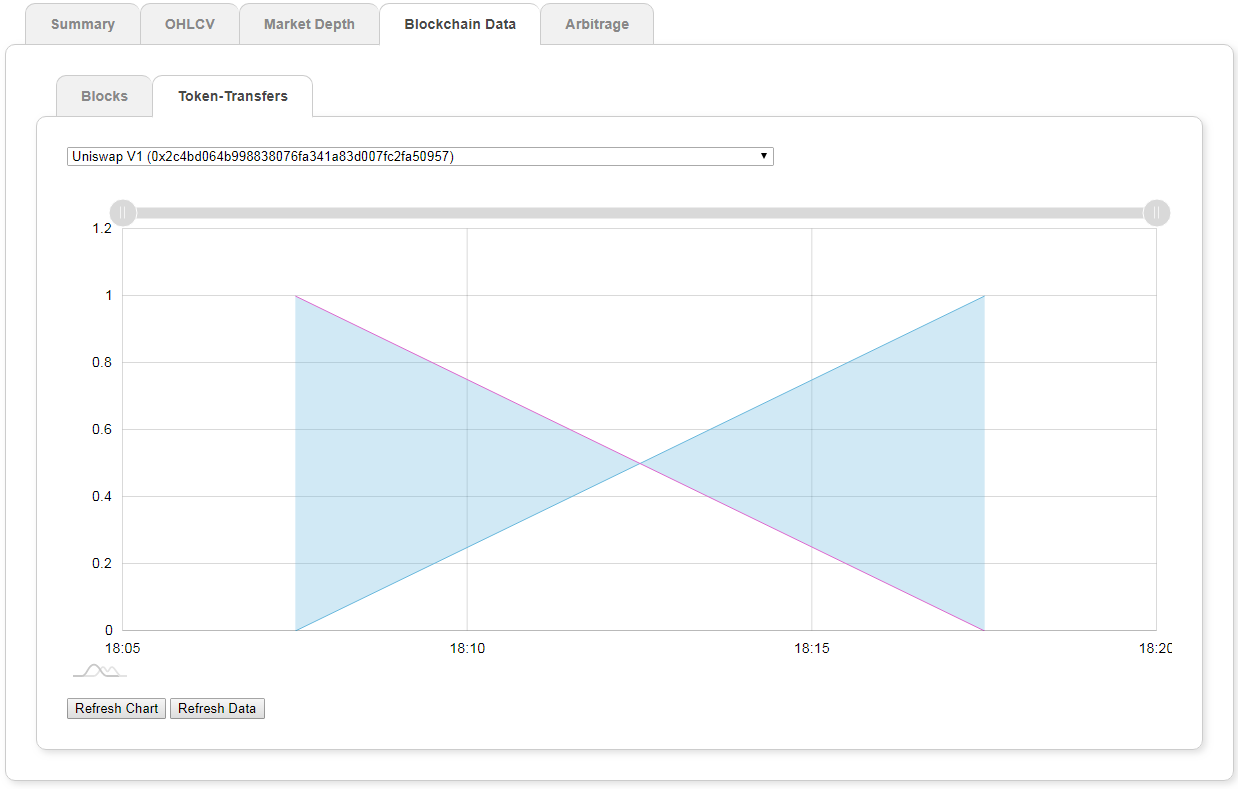 Summary OHLCV Market Depth Blockchain Data Arbitrage
Blocks Token-Transfers
Uniswap V1 (0x2c4bd064b998838076fa341a83d007fc2fa50957)
1.2
1
0.8
0.6
0.4
0.2
0
18:05 18:10 18:15 18:20
Refresh Chart Refresh Data